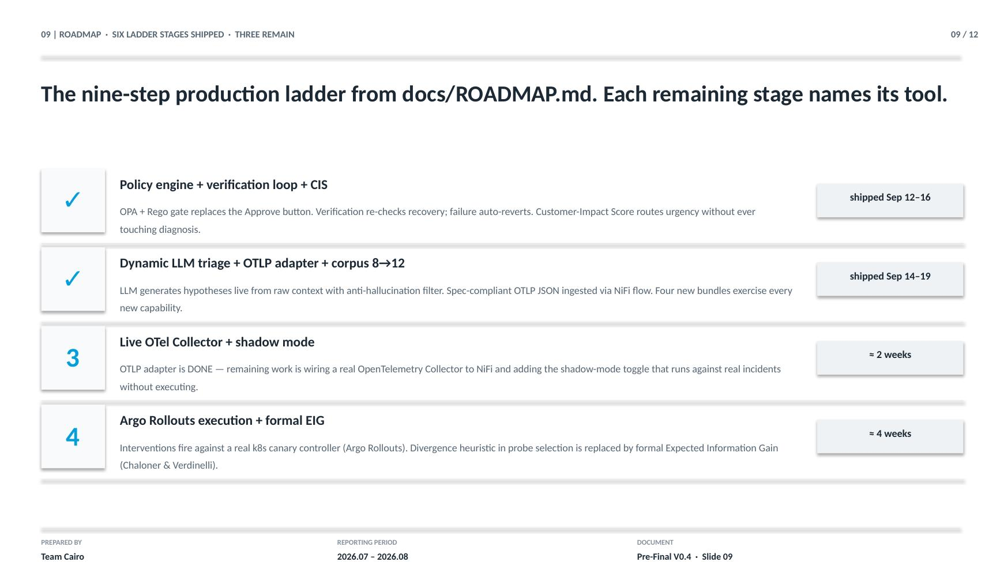 09 | ROADMAP · SIX LADDER STAGES SHIPPED · THREE REMAIN
09 / 12
The nine-step production ladder from docs/ROADMAP.md. Each remaining stage names its tool.
✓
Policy engine + verification loop + CIS
OPA + Rego gate replaces the Approve button. Verification re-checks recovery; failure auto-reverts. Customer-Impact Score routes urgency without ever
touching diagnosis.
shipped Sep 12–16
✓
Dynamic LLM triage + OTLP adapter + corpus 8→12
LLM generates hypotheses live from raw context with anti-hallucination filter. Spec-compliant OTLP JSON ingested via NiFi flow. Four new bundles exercise every
new capability.
shipped Sep 14–19
3
Live OTel Collector + shadow mode
OTLP adapter is DONE — remaining work is wiring a real OpenTelemetry Collector to NiFi and adding the shadow-mode toggle that runs against real incidents
without executing.
≈ 2 weeks
4
Argo Rollouts execution + formal EIG
Interventions fire against a real k8s canary controller (Argo Rollouts). Divergence heuristic in probe selection is replaced by formal Expected Information Gain
(Chaloner & Verdinelli).
≈ 4 weeks
PREPARED BY
Team Cairo
REPORTING PERIOD
2026.07 – 2026.08
DOCUMENT
Pre-Final V0.4 · Slide 09